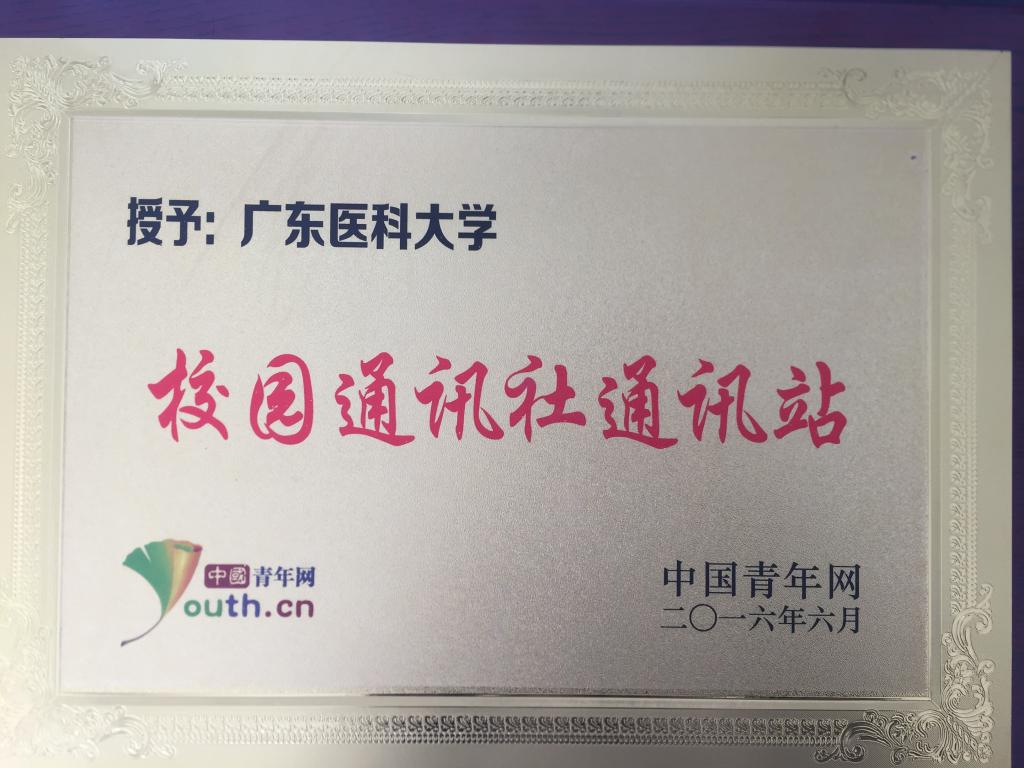 授予: 广东医科大学
校园通讯社通讯站
中國青年网
Youth.cn
中国青年网
二〇一六年六月